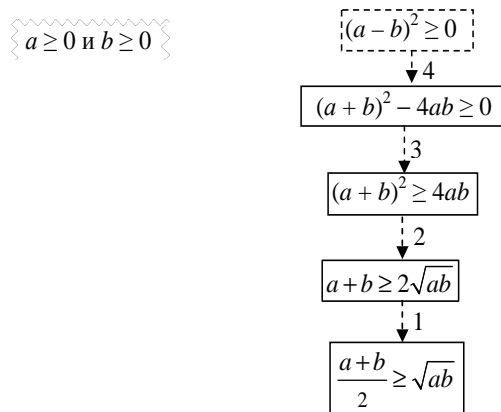 a ≥ 0 и b ≥ 0
(a – b)² ≥ 0
4
(a + b)² – 4ab ≥ 0
3
(a + b)² ≥ 4ab
2
a + b ≥ 2√ab
1
a + b
2
≥ √ab